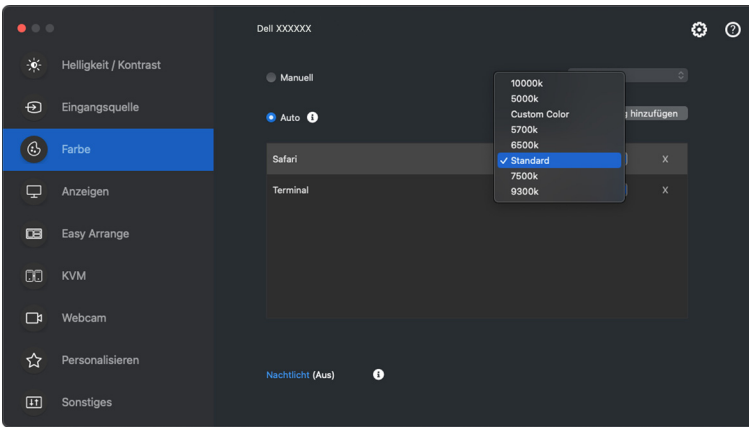 Dell XXXXXX
Helligkeit / Kontrast
Eingangsquelle
Farbe
Anzeigen
Easy Arrange
KVM
Webcam
Personalisieren
Sonstiges
Manuell
Auto
hinzufügen
Safari
X
Terminal
X
10000k
5000k
Custom Color
5700k
6500k
Standard
7500k
9300k
Nachtlicht (Aus)